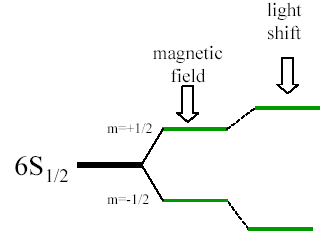 light
shift
magnetic
field
m=+1/2
6S1/2
m=-1/2